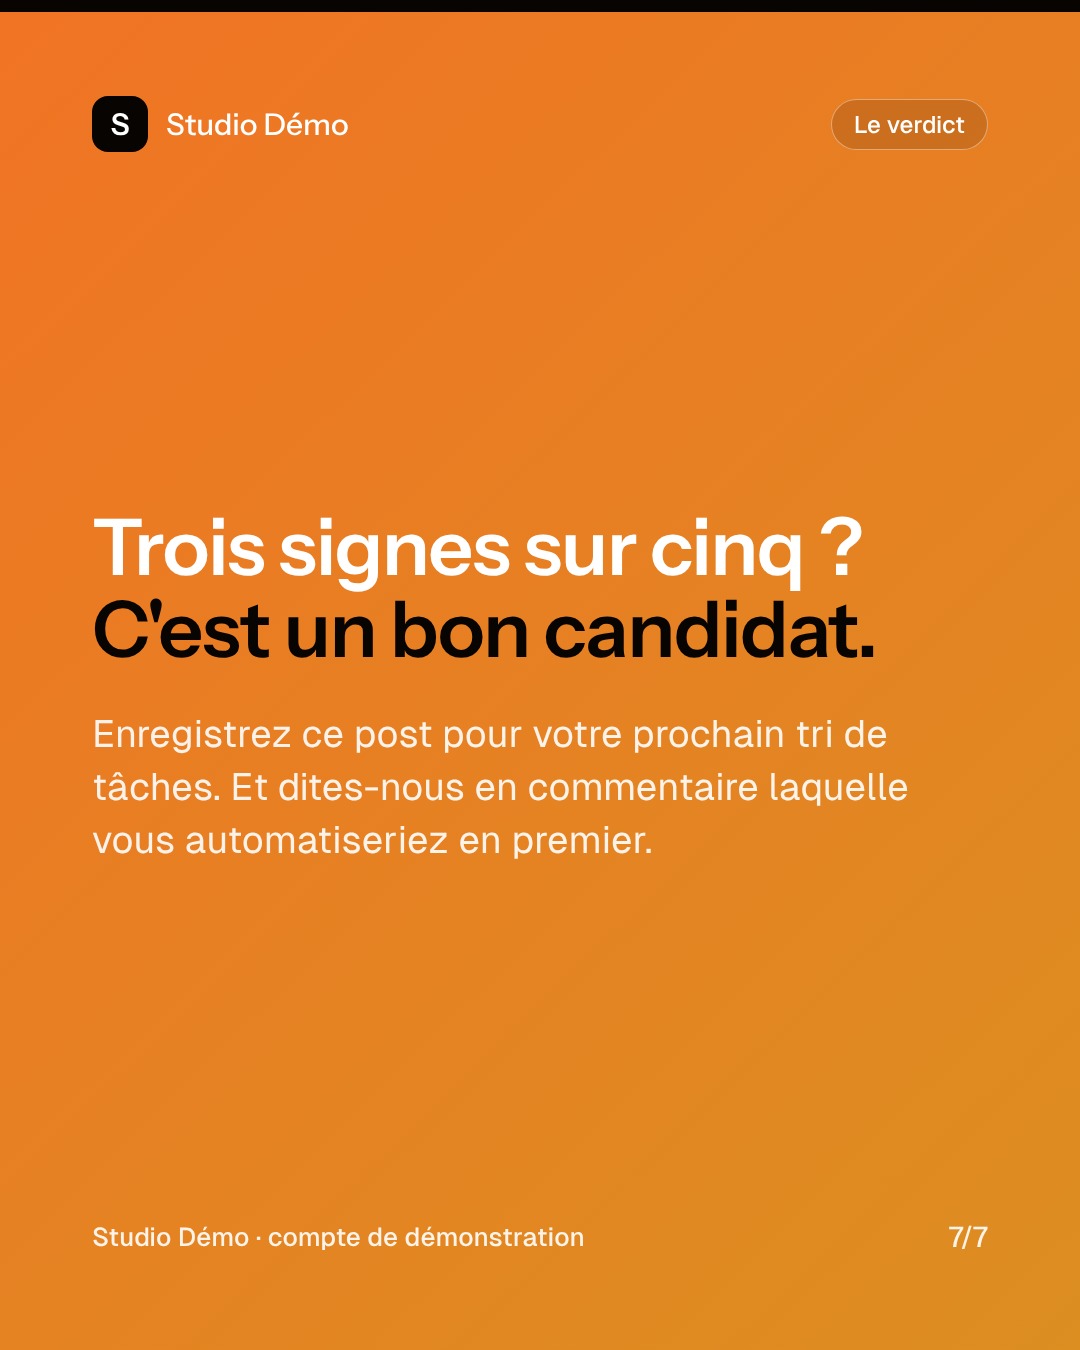 S Studio Démo
Le verdict
Trois signes sur cinq ?
C'est un bon candidat.
Enregistrez ce post pour votre prochain tri de
tâches. Et dites-nous en commentaire laquelle
vous automatiseriez en premier.
Studio Démo · compte de démonstration
7/7